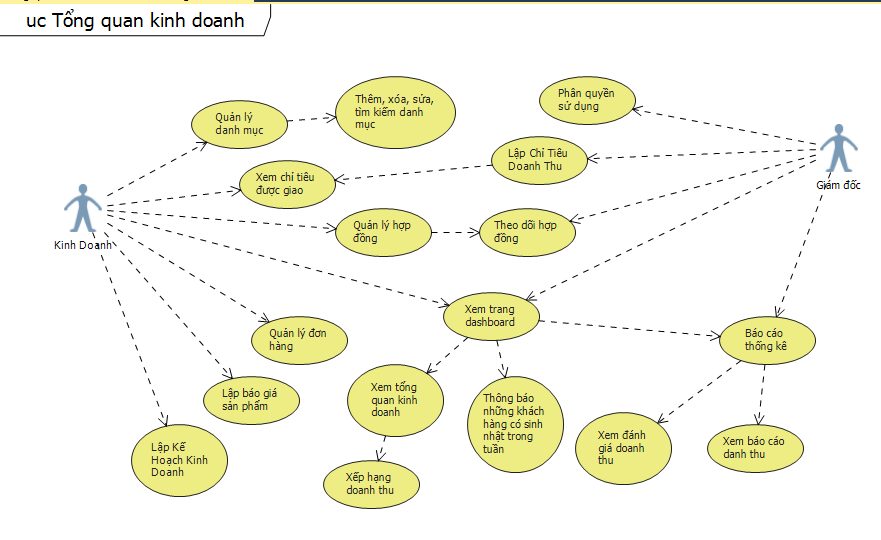 uc Tổng quan kinh doanh
Thêm, xóa, sửa,
tìm kiếm danh
mục
Phân quyền
sử dụng
Quản lý
danh mục
Lập Chỉ Tiêu
Doanh Thu
Xem chỉ tiêu
được giao
Giám đốc
Quản lý hợp
đồng
Theo dõi hợp
đồng
Kinh Doanh
Xem trang
dashboard
Quản lý đơn
hàng
Báo cáo
thống kê
Lập báo giá
sản phẩm
Xem tổng
quan kinh
doanh
Thông báo
những khách
hàng có sinh
nhật trong
tuần
Lập Kế
Hoạch Kinh
Doanh
Xem đánh
giá doanh
thu
Xem báo cáo
danh thu
Xếp hạng
doanh thu